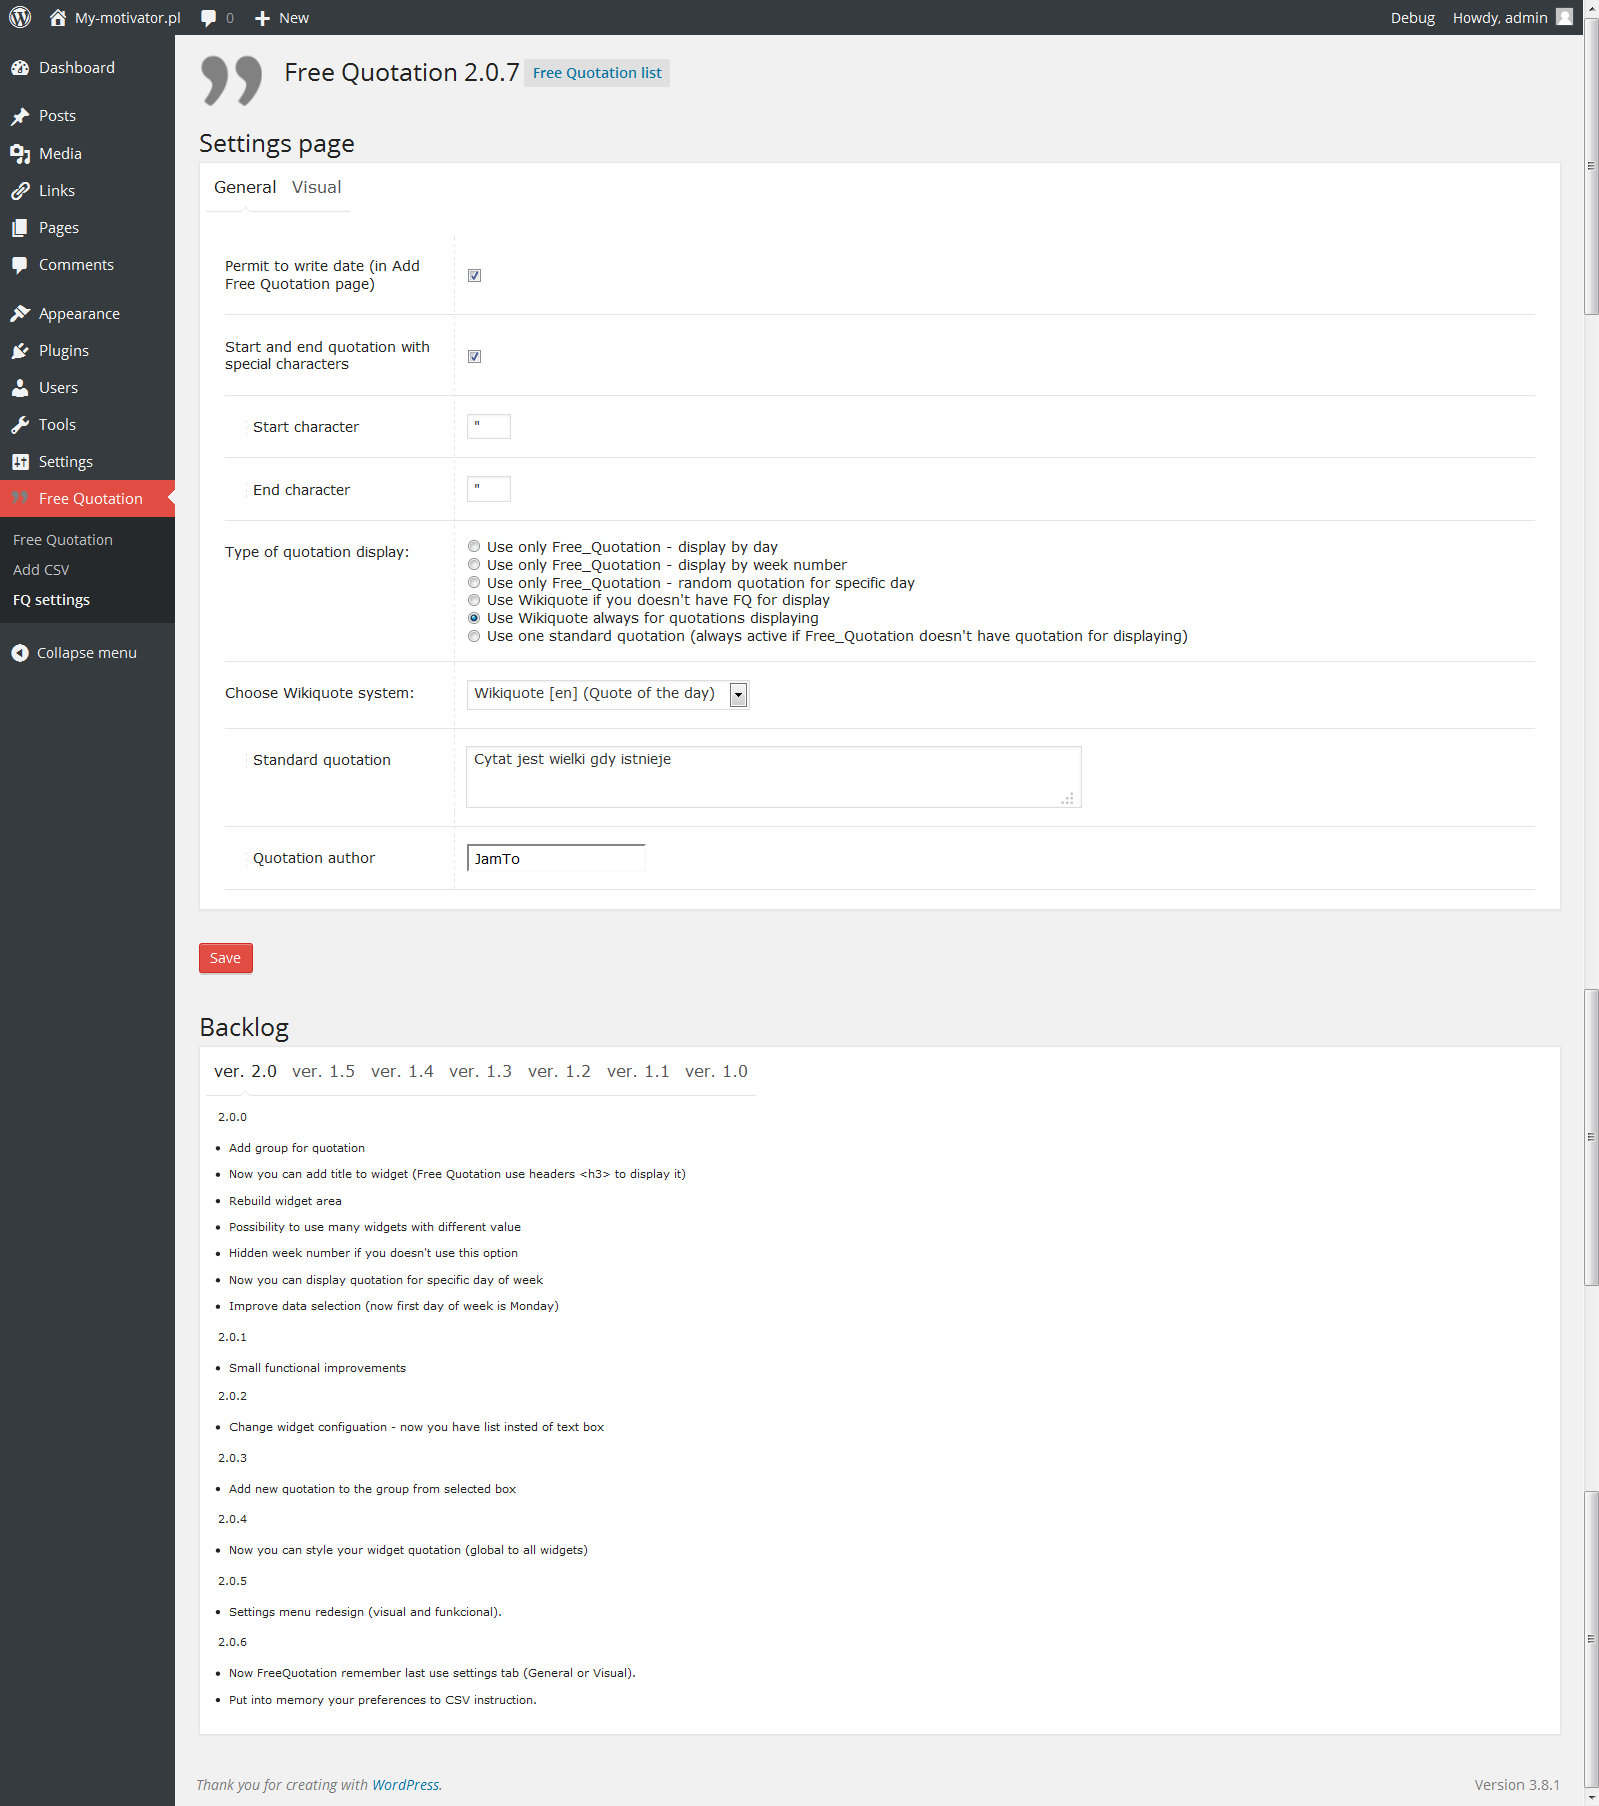 My-motivator.pl
0
New
Debug
Howdy, admin
Dashboard
Posts
Media
Links
Pages
Comments
Appearance
Plugins
Users
Tools
Settings
Free Quotation
Free Quotation
Add CSV
FQ settings
Collapse menu
Free Quotation 2.0.7
Free Quotation list
Settings page
General
Visual
Permit to write date (in Add
Free Quotation page)
Start and end quotation with
special characters
Start character
"
End character
"
Type of quotation display:
Use only Free_Quotation - display by day
Use only Free_Quotation - display by week number
Use only Free_Quotation - random quotation for specific day
Use Wikiquote if you doesn't have FQ for display
Use Wikiquote always for quotations displaying
Use one standard quotation (always active if Free_Quotation doesn't have quotation for displaying)
Choose Wikiquote system:
Wikiquote [en] (Quote of the day)
Standard quotation
Cytat jest wielki gdy istnieje
Quotation author
JamTo
Save
Backlog
ver. 2.0
ver. 1.5
ver. 1.4
ver. 1.3
ver. 1.2
ver. 1.1
ver. 1.0
2.0.0
• Add group for quotation
• Now you can add title to widget (Free Quotation use headers <h3> to display it)
• Rebuild widget area
• Possibility to use many widgets with different value
• Hidden week number if you doesn't use this option
• Now you can display quotation for specific day of week
• Improve data selection (now first day of week is Monday)
2.0.1
• Small functional improvements
2.0.2
• Change widget configuation - now you have list insted of text box
2.0.3
• Add new quotation to the group from selected box
2.0.4
• Now you can style your widget quotation (global to all widgets)
2.0.5
• Settings menu redesign (visual and funkcional).
2.0.6
• Now FreeQuotation remember last use settings tab (General or Visual).
• Put into memory your preferences to CSV instruction.
Thank you for creating with WordPress.
Version 3.8.1